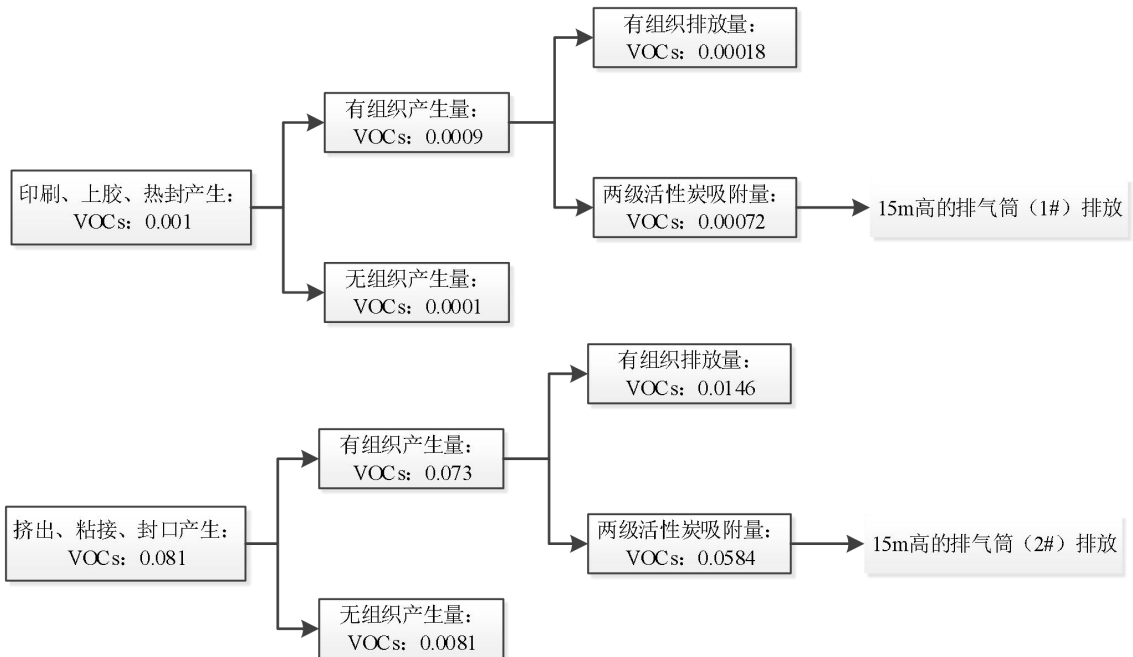 有组织排放量：
VOCs：0.00018
有组织产生量：
VOCs：0.0009
印刷、上胶、热封产生：
VOCs：0.001
两级活性炭吸附量：
VOCs：0.00072
15m高的排气筒（1#）排放
无组织产生量：
VOCs：0.0001
有组织排放量：
VOCs：0.0146
有组织产生量：
VOCs：0.073
挤出、粘接、封口产生：
VOCs：0.081
两级活性炭吸附量：
VOCs：0.0584
15m高的排气筒（2#）排放
无组织产生量：
VOCs：0.0081